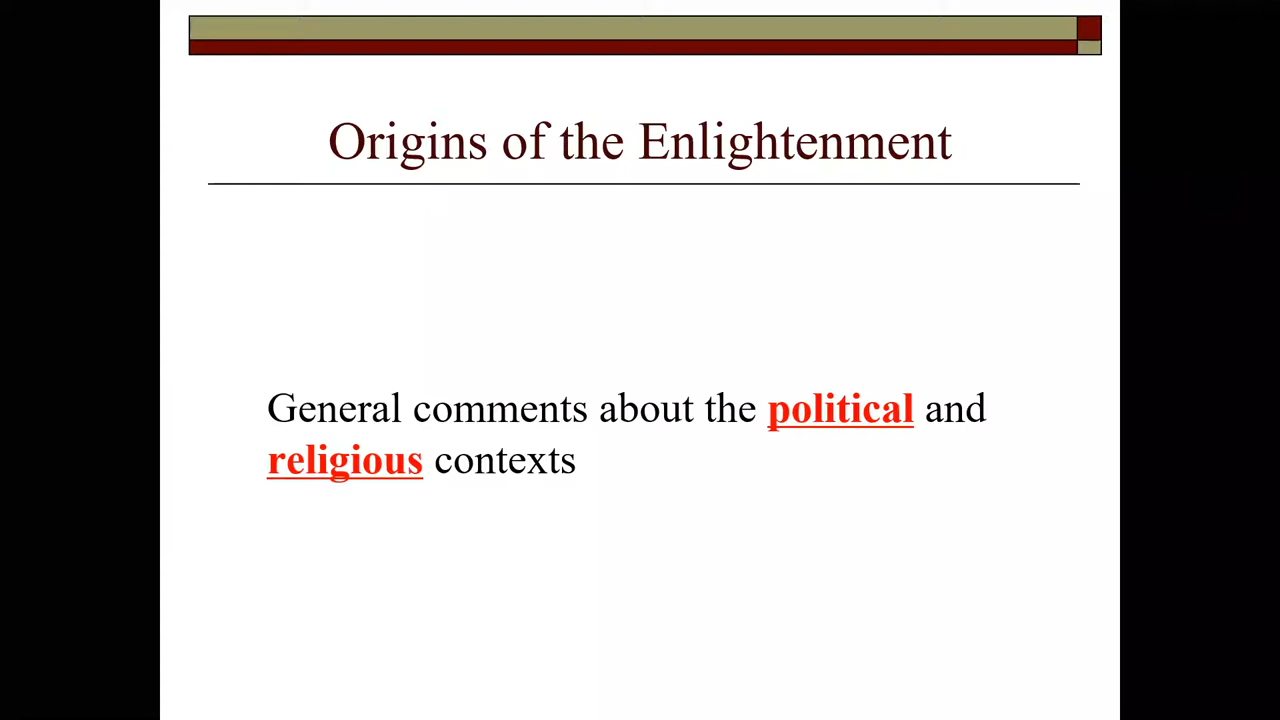 Origins of the Enlightenment
General comments about the political and
religious contexts